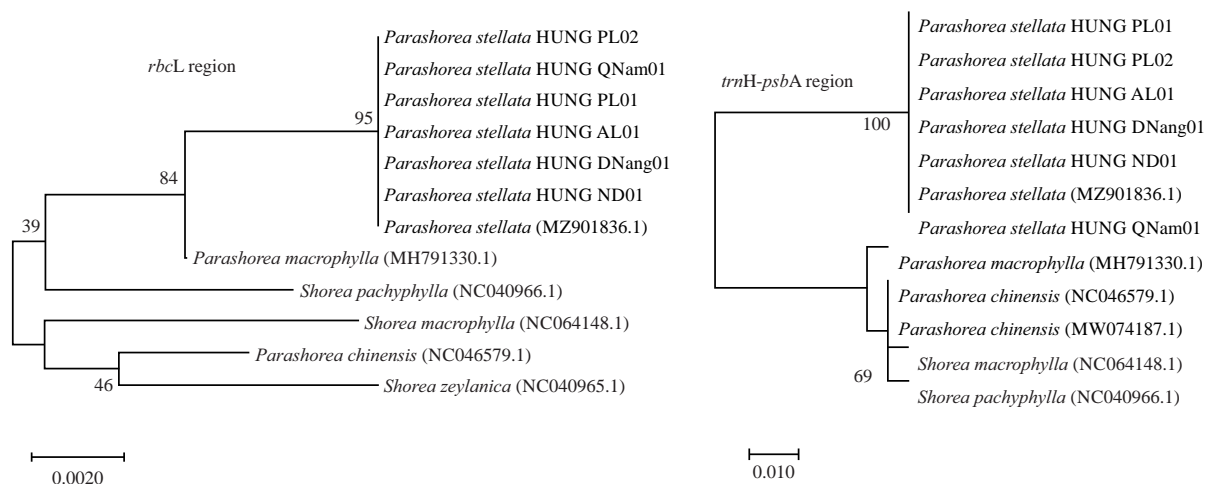 rbcL region
Parashorea stellata HUNG PL02
Parashorea stellata HUNG QNam01
Parashorea stellata HUNG PL01
Parashorea stellata HUNG AL01
Parashorea stellata HUNG DNang01
Parashorea stellata HUNG ND01
Parashorea stellata (MZ901836.1)
Parashorea macrophylla (MH791330.1)
Shorea pachyphylla (NC040966.1)
Shorea macrophylla (NC064148.1)
Parashorea chinensis (NC046579.1)
Shorea zeylanica (NC040965.1)
95
84
39
46
0.0020
trnH-psbA region
Parashorea stellata HUNG PL01
Parashorea stellata HUNG PL02
Parashorea stellata HUNG AL01
Parashorea stellata HUNG DNang01
Parashorea stellata HUNG ND01
Parashorea stellata (MZ901836.1)
Parashorea stellata HUNG QNam01
Parashorea macrophylla (MH791330.1)
Parashorea chinensis (NC046579.1)
Parashorea chinensis (MW074187.1)
Shorea macrophylla (NC064148.1)
Shorea pachyphylla (NC040966.1)
100
69
0.010